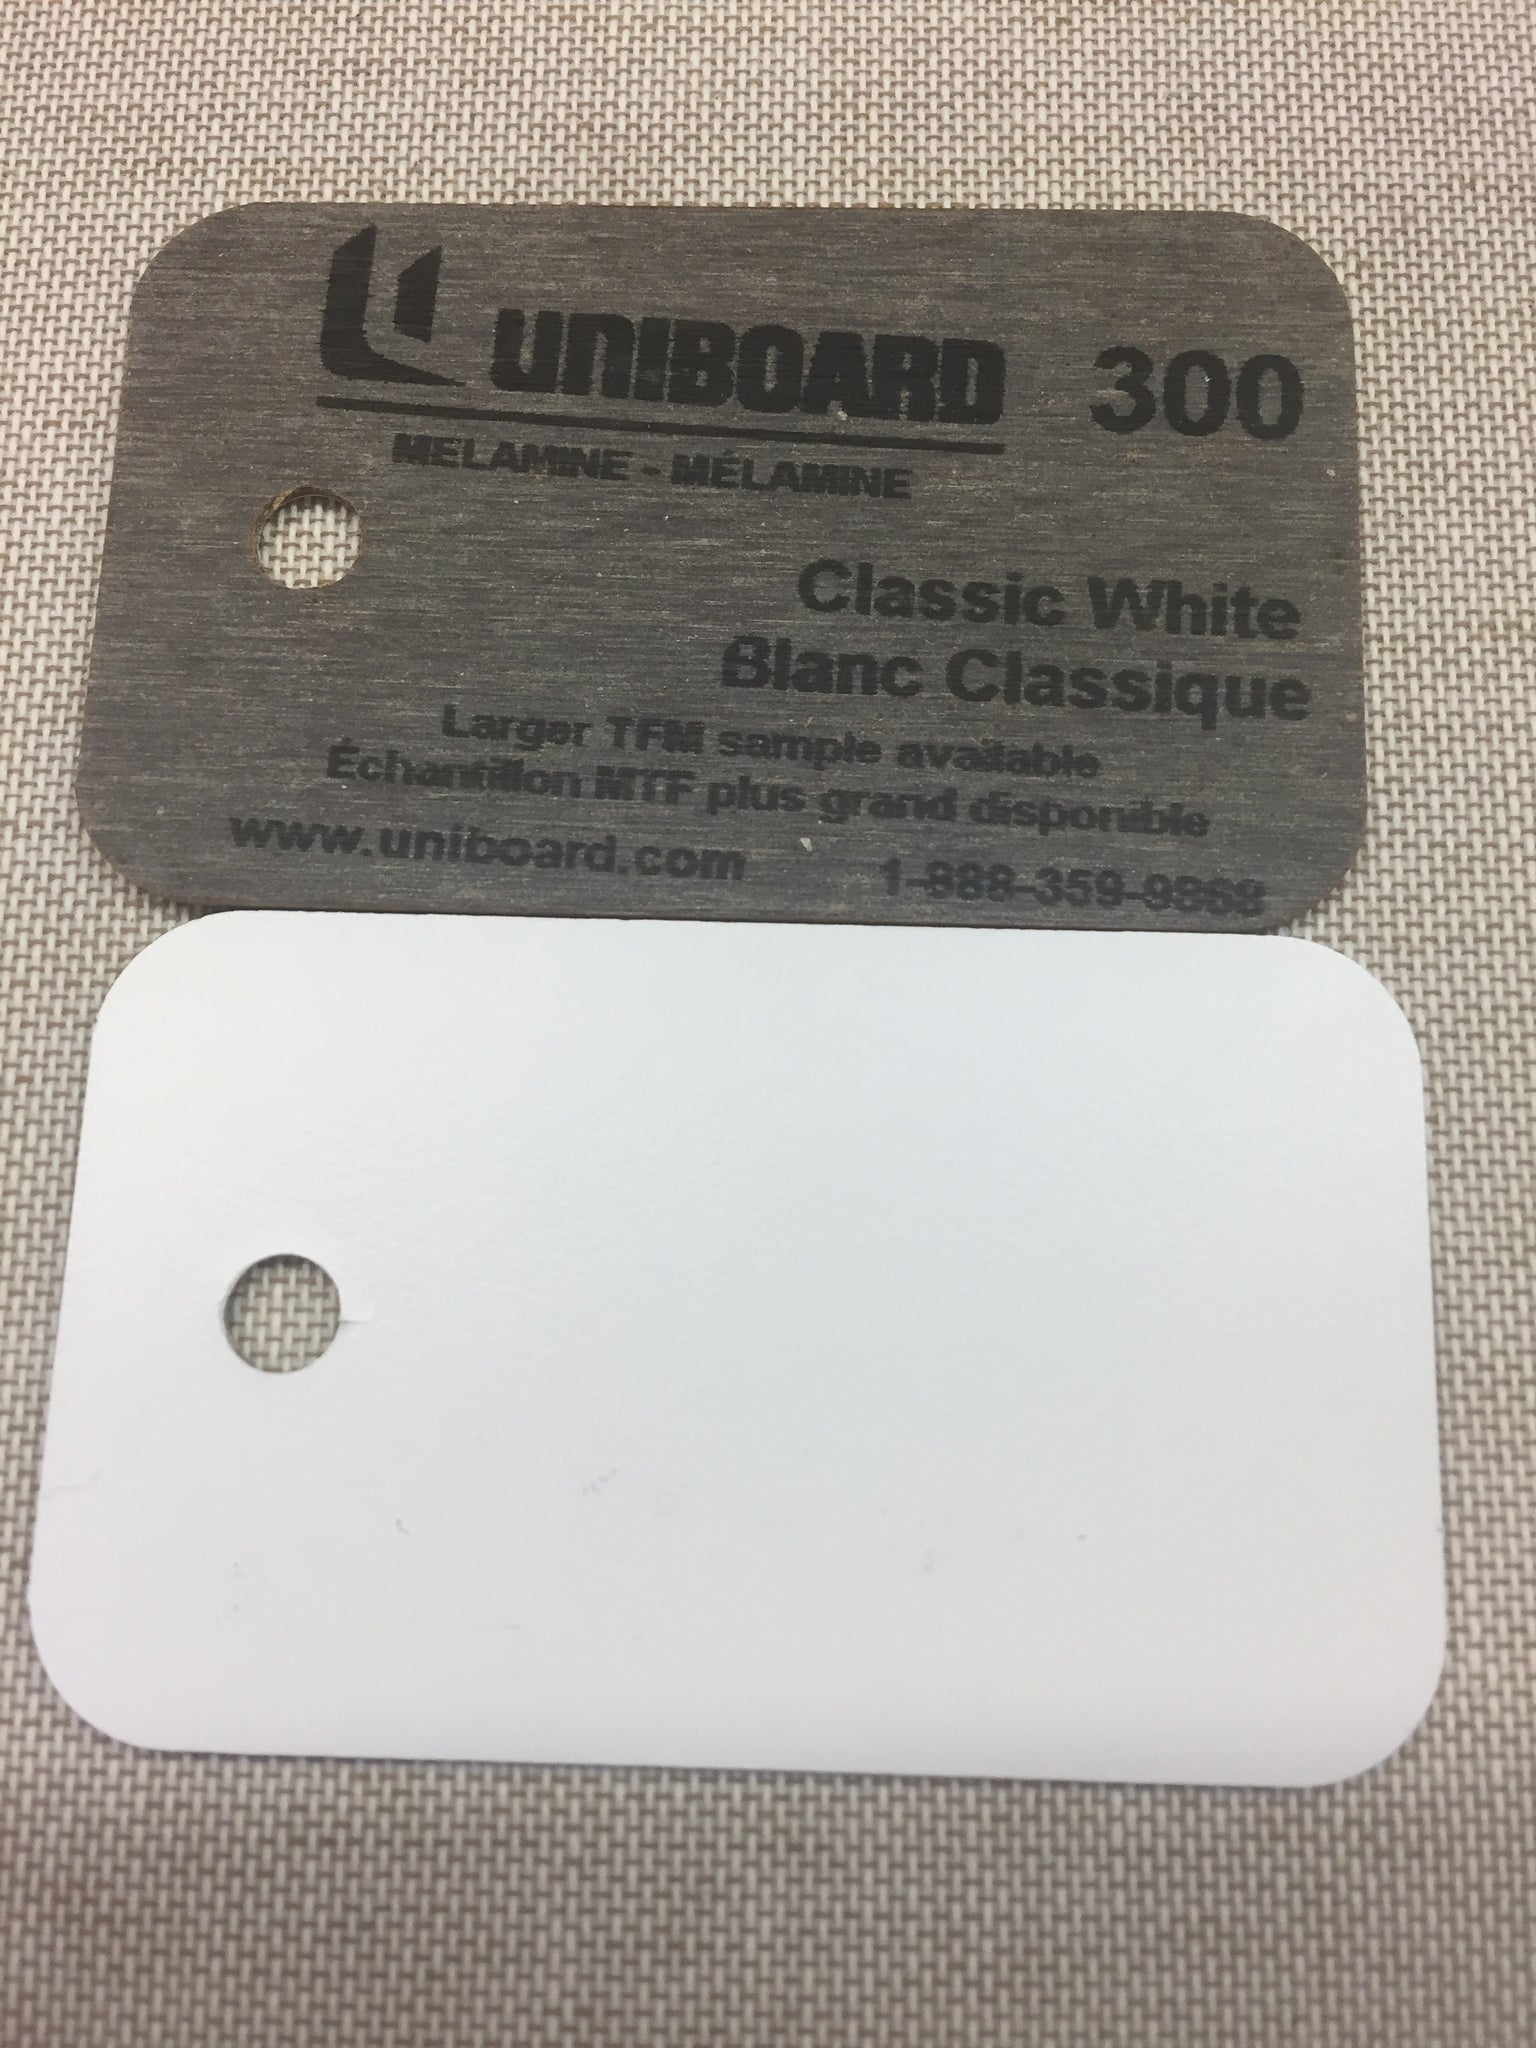 UNIBOARD 300
MELAMINE - MÉLAMINE
Classic White
Blanc Classique
Larger TFM sample available
Échantillon MTF plus grand disponible
www.uniboard.com 1-888-359-9868